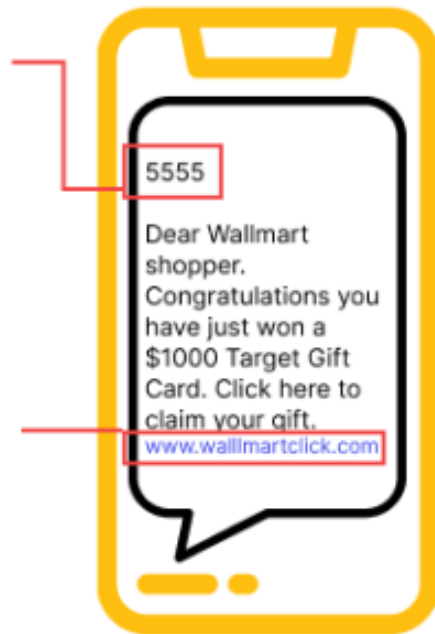 5555
Dear Wallmart
shopper.
Congratulations you
have just won a
$1000 Target Gift
Card. Click here to
claim your gift.
www.walllmartclick.com